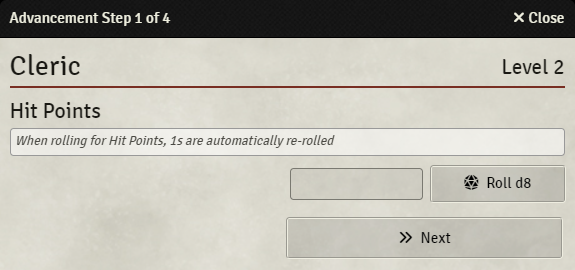 Advancement Step 1 of 4
Close
Cleric
Level 2
Hit Points
When rolling for Hit Points, 1s are automatically re-rolled
Roll d8
Next